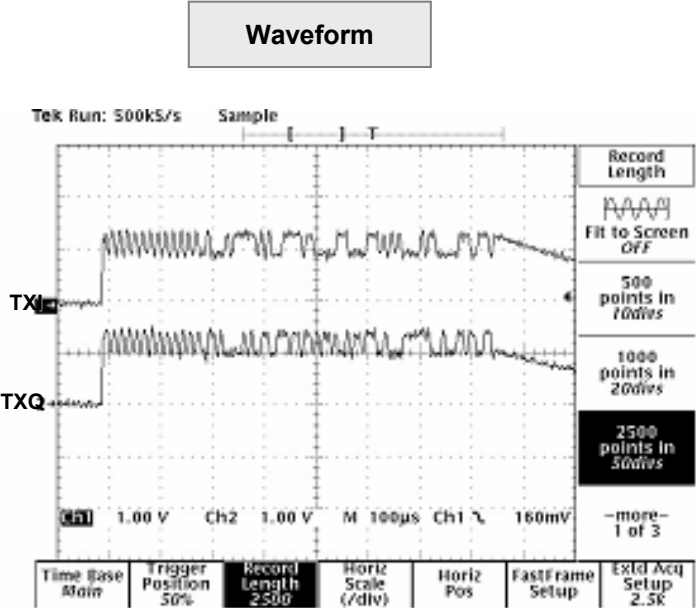 Waveform
Tek Run: 500kS/s Sample
[ ] T
Record
Length
Fit to Screen
OFF
500
points in
10divs
TXI
1000
points in
20divs
TXQ
2500
points in
50divs
Ch1 1.00 V Ch2 1.00 V M 100µs Ch1 160mV
-more-
1 of 3
Time Base
Main
Trigger
Position
50%
Record
Length
2500
Horiz
Scale
(/div)
Horiz
Pos
FastFrame
Setup
Extd Acq
Setup
2.5k